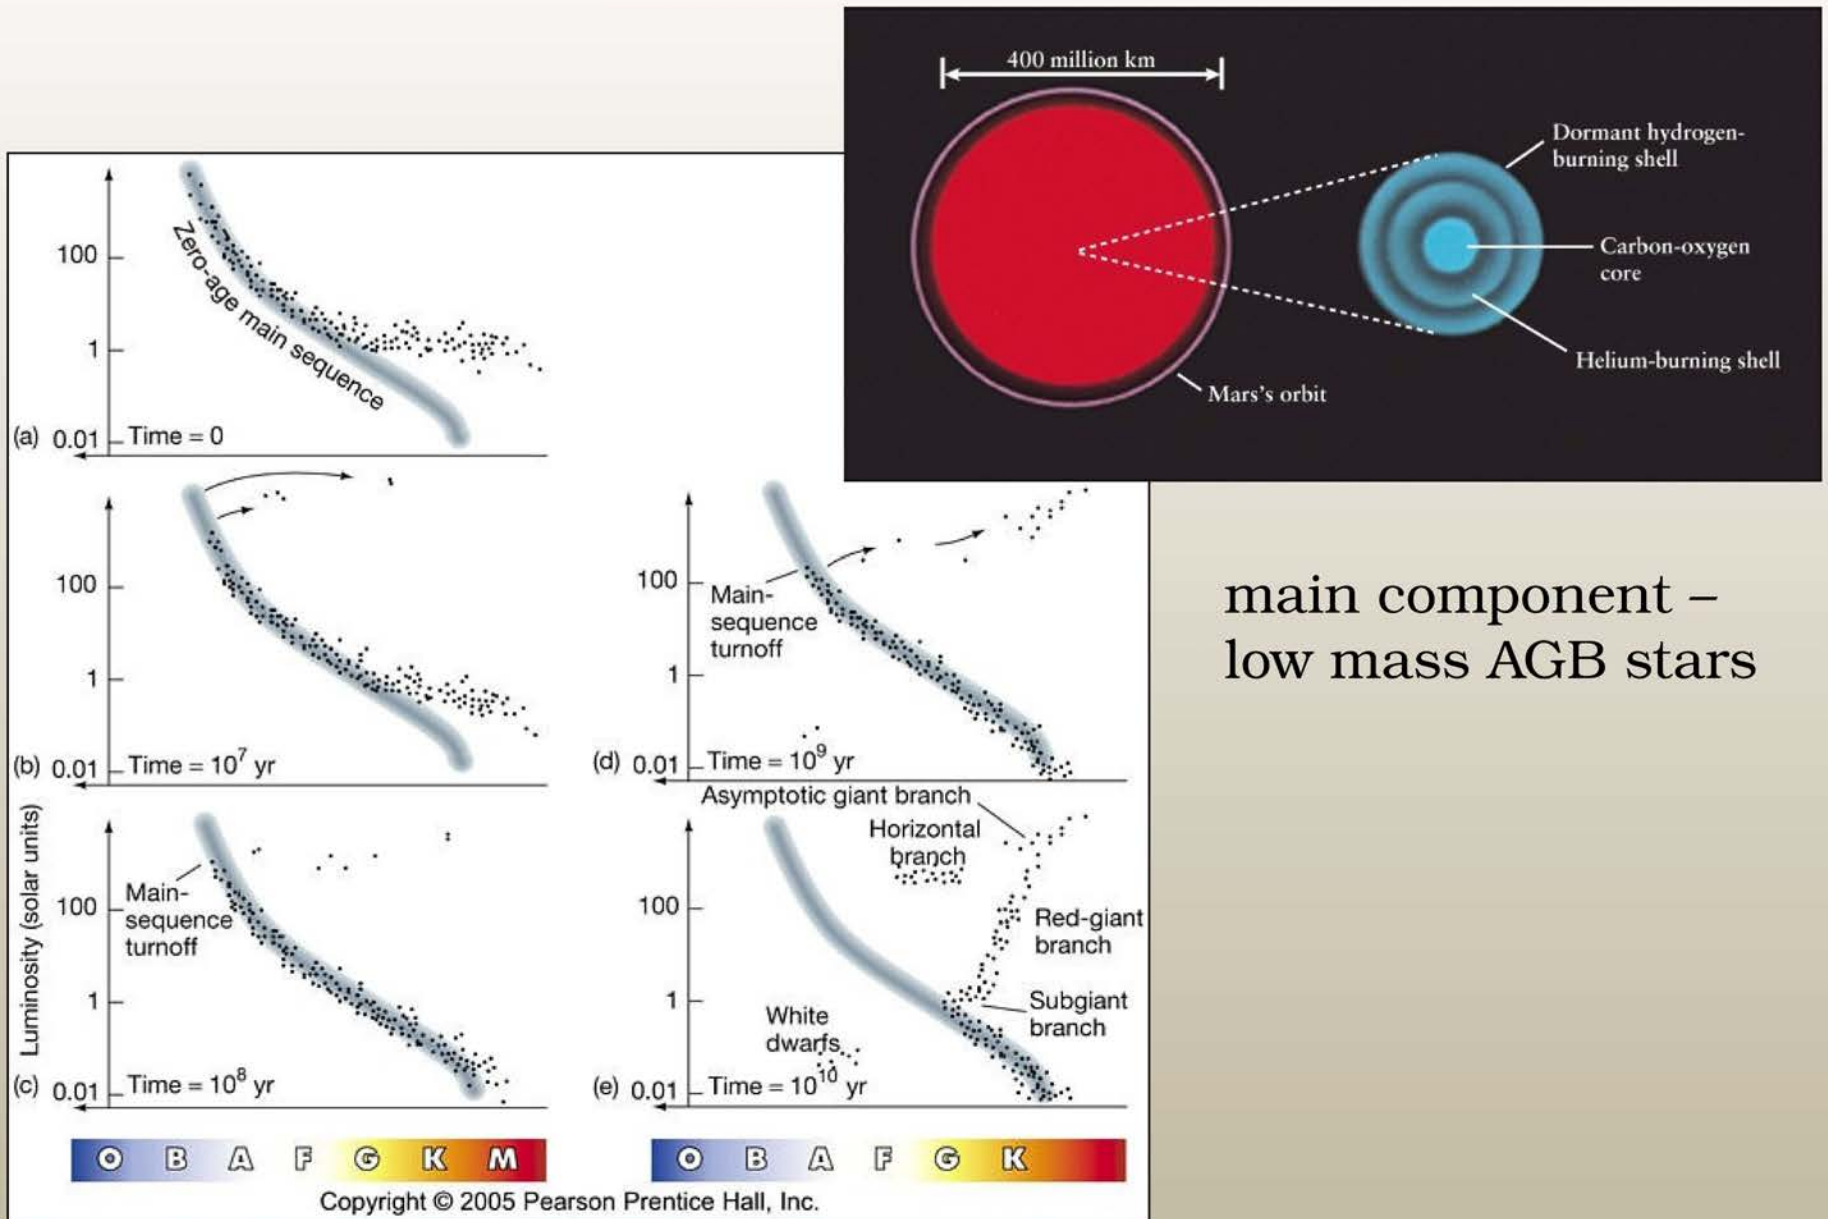 400 million km
Dormant hydrogen-
burning shell
Carbon-oxygen
core
Helium-burning shell
Mars's orbit
100
1
(a) 0.01
Zero-age main sequence
Time = 0
100
1
(b) 0.01
Time = 10⁷ yr
Luminosity (solar units)
100
1
(c) 0.01
Main-
sequence
turnoff
Time = 10⁸ yr
100
1
(d) 0.01
Main-
sequence
turnoff
Time = 10⁹ yr
Asymptotic giant branch
Horizontal
branch
100
1
(e) 0.01
Red-giant
branch
Subgiant
branch
White
dwarfs
Time = 10¹⁰ yr
O B A F G K M
O B A F G K
Copyright © 2005 Pearson Prentice Hall, Inc.
main component –
low mass AGB stars